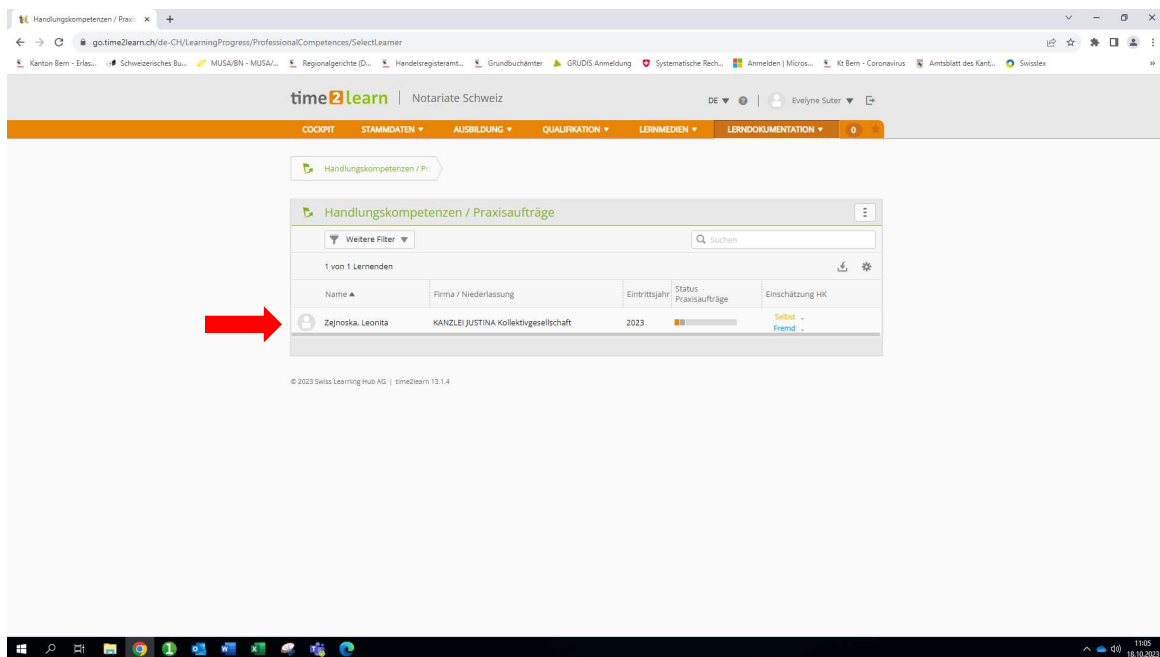 Handlungskompetenzen / Praxi
go.time2learn.ch/de-CH/LearningProgress/ProfessionalCompetences/SelectLearner
Kanton Bern - Erlas... Schweizerisches Bu... MUSA/BN - MUSA/... Regionalgerichte (D... Handelsregisteramt... Grundbuchämter GRUDIS Anmeldung Systematische Rech... Anmelden | Micros... Kt Bern - Coronavirus Amtsblatt des Kant... Swisslex
time2learn | Notariate Schweiz DE Evelyne Suter
COCKPIT STAMMDATEN AUSBILDUNG QUALIFIKATION LERNMEDIEN LERNDOKUMENTATION 0
Handlungskompetenzen / Pr
Handlungskompetenzen / Praxisaufträge
Weitere Filter Suchen
1 von 1 Lernenden
Name Firma / Niederlassung Eintrittsjahr Status Praxisaufträge Einschätzung HK
Zejnoska, Leonita KANZLEI JUSTINA Kollektivgesellschaft 2023 Selbst -
Fremd -
© 2023 Swiss Learning Hub AG | time2learn 13.1.4
11:05
18.10.2023